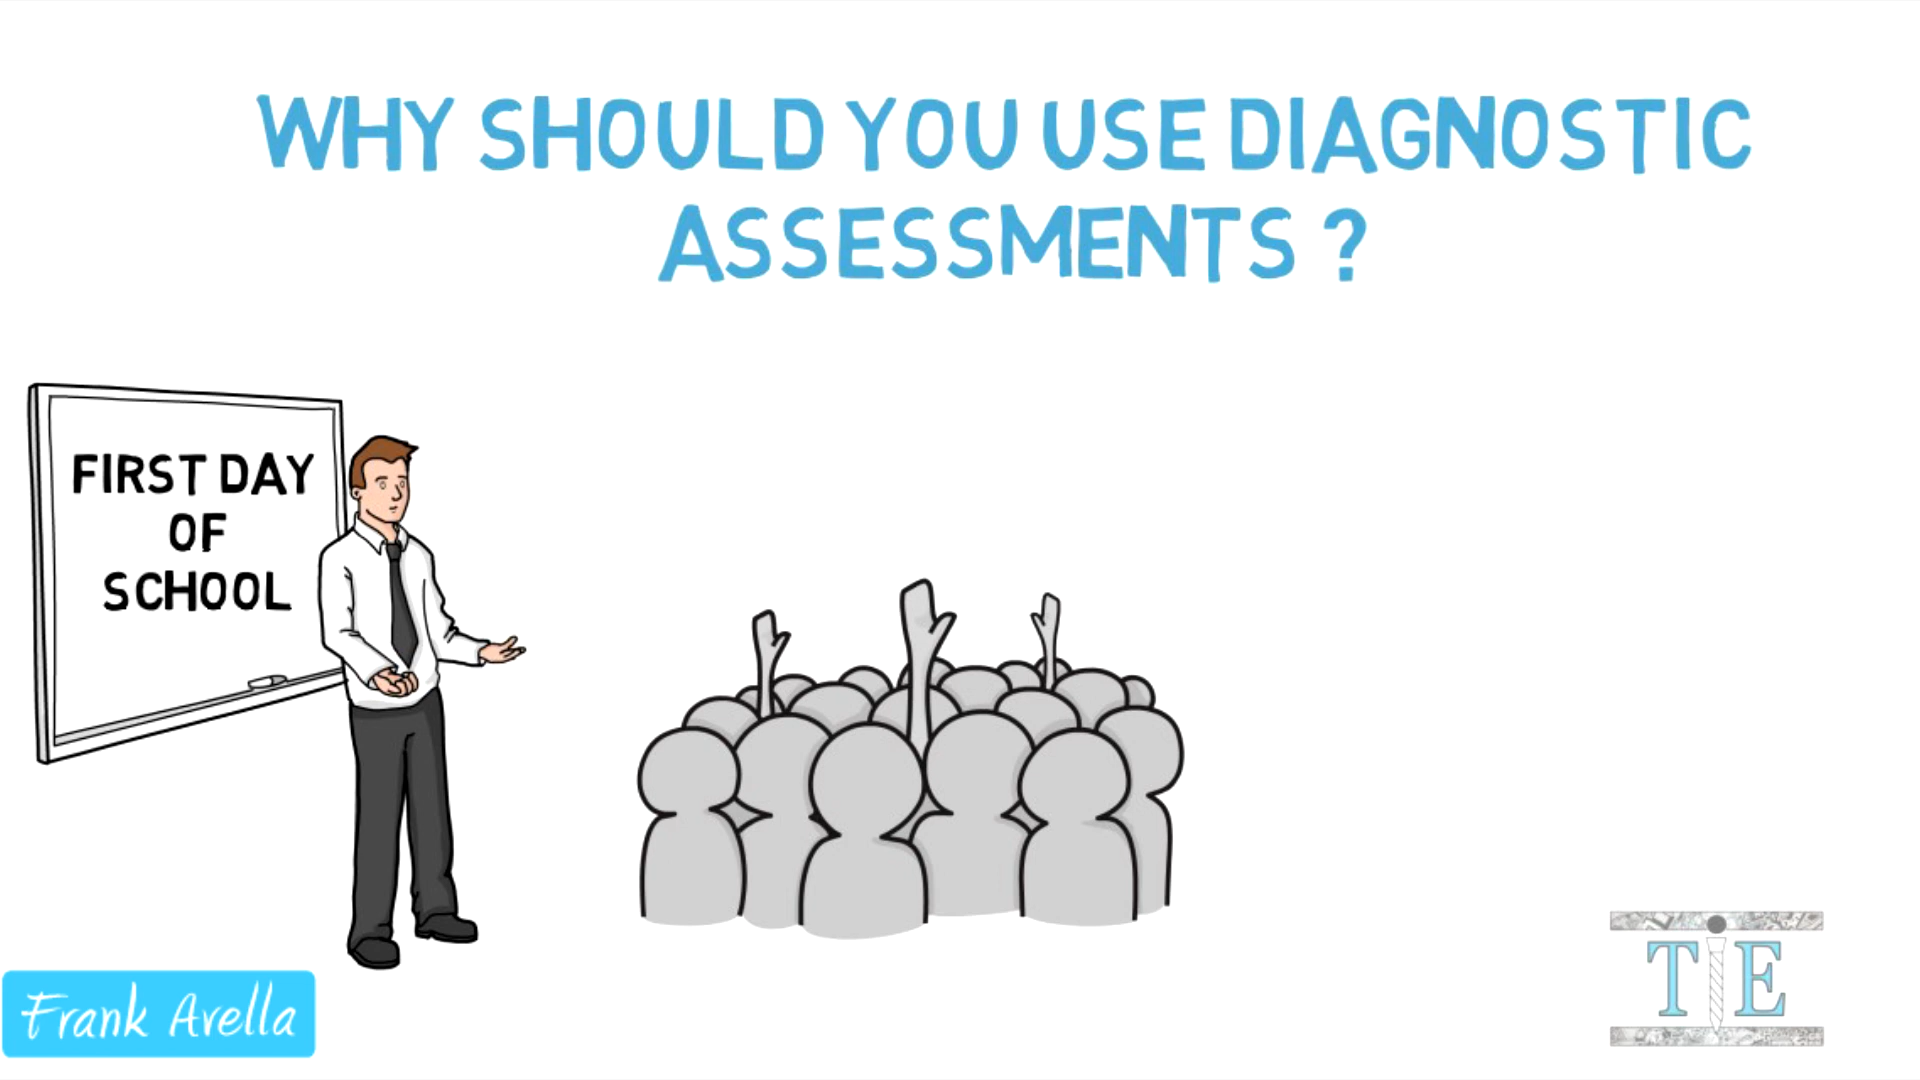 WHY SHOULD YOU USE DIAGNOSTIC
ASSESSMENTS ?
FIRST DAY
OF
SCHOOL
Frank Avella
TIE